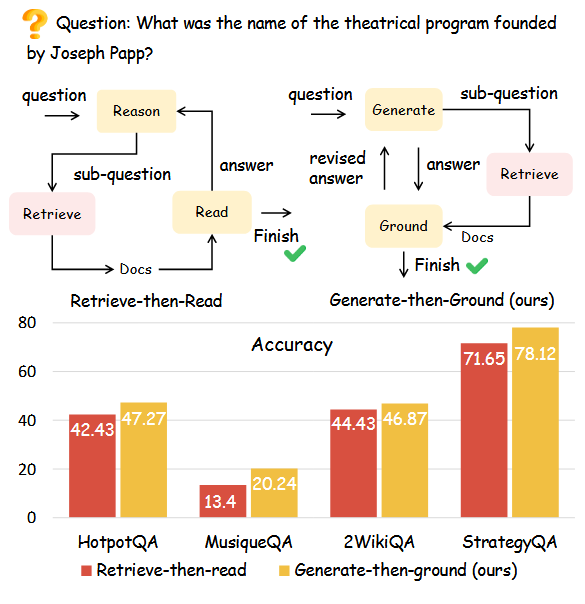 Question: What was the name of the theatrical program founded
by Joseph Papp?
question
Reason
sub-question
answer
Retrieve
Read
Docs
Finish
Retrieve-then-Read
question
Generate
sub-question
revised
answer
answer
Retrieve
Ground
Docs
Finish
Generate-then-Ground (ours)
Accuracy
80
60
40
20
0
42.43
47.27
13.4
20.24
44.43
46.87
71.65
78.12
HotpotQA
MusiqueQA
2WikiQA
StrategyQA
Retrieve-then-read
Generate-then-ground (ours)